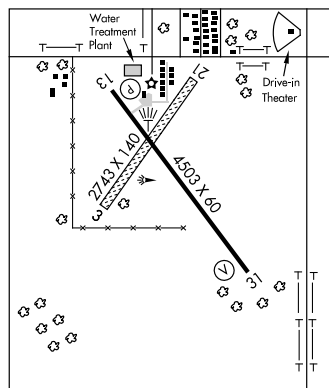 Water
Treatment
Plant
Drive-in
Theater
P
13
21
2743 X 140
4503 X 60
3
V
31
T T
T
T T
T T
T
T T
T T
T T
T T
T T